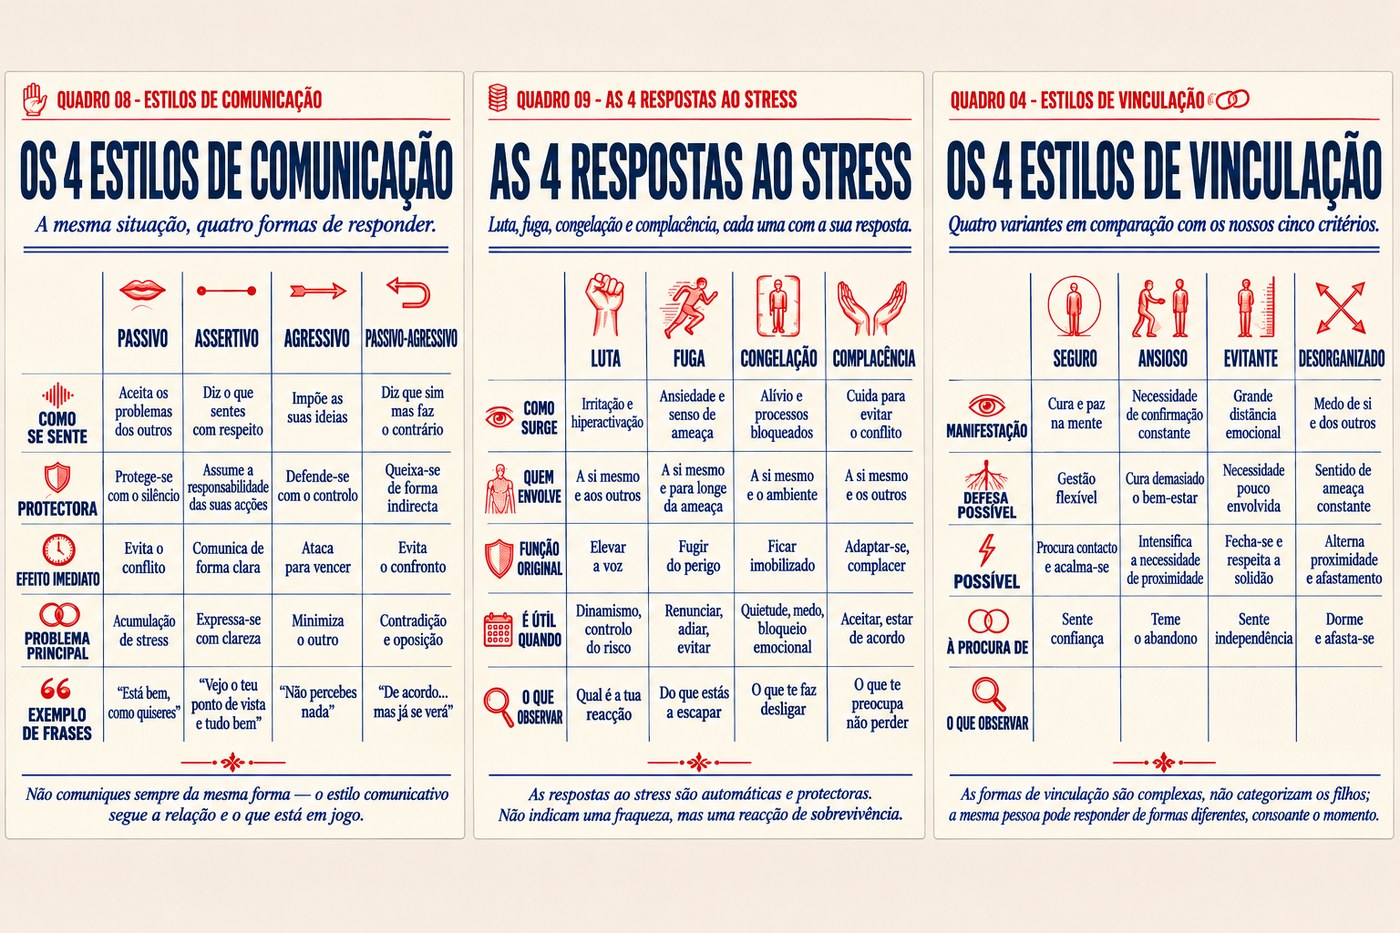 QUADRO 08 - ESTILOS DE COMUNICAÇÃO
OS 4 ESTILOS DE COMUNICAÇÃO
A mesma situação, quatro formas de responder.
PASSIVO
ASSERTIVO
AGRESSIVO
PASSIVO-AGRESSIVO
COMO
SE SENTE
Aceita os
problemas
dos outros
Diz o que
sentes
com respeito
Impõe as
suas ideias
Diz que sim
mas faz
o contrário
PROTECTORA
Protege-se
com o silêncio
Assume a
responsabilidade
das suas acções
Defende-se
com o controlo
Queixa-se
de forma
indirecta
EFEITO IMEDIATO
Evita o
conflito
Comunica de
forma clara
Ataca
para vencer
Evita
o confronto
PROBLEMA
PRINCIPAL
Acumulação
de stress
Expressa-se
com clareza
Minimiza
o outro
Contradição
e oposição
EXEMPLO
DE FRASES
“Está bem,
como quiseres”
“Vejo o teu
ponto de vista
e tudo bem”
“Não percebes
nada”
“De acordo...
mas já se verá”
Não comuniques sempre da mesma forma — o estilo comunicativo
segue a relação e o que está em jogo.
QUADRO 09 - AS 4 RESPOSTAS AO STRESS
AS 4 RESPOSTAS AO STRESS
Luta, fuga, congelação e complacência, cada uma com a sua resposta.
LUTA
FUGA
CONGELAÇÃO
COMPLACÊNCIA
COMO
SURGE
Irritação e
hiperactivação
Ansiedade e
senso de
ameaça
Alívio e
processos
bloqueados
Cuida para
evitar
o conflito
QUEM
ENVOLVE
A si mesmo
e aos outros
A si mesmo
e para longe
da ameaça
A si mesmo
e o ambiente
A si mesmo
e os outros
FUNÇÃO
ORIGINAL
Elevar
a voz
Fugir
do perigo
Ficar
imobilizado
Adaptar-se,
complacer
É ÚTIL
QUANDO
Dinamismo,
controlo
do risco
Renunciar,
adiar,
evitar
Quietude, medo,
bloqueio
emocional
Aceitar, estar
de acordo
O QUE
OBSERVAR
Qual é a tua
reacção
Do que estás
a escapar
O que te faz
desligar
O que te
preocupa
não perder
As respostas ao stress são automáticas e protectoras.
Não indicam uma fraqueza, mas uma reacção de sobrevivência.
QUADRO 04 - ESTILOS DE VINCULAÇÃO
OS 4 ESTILOS DE VINCULAÇÃO
Quatro variantes em comparação com os nossos cinco critérios.
SEGURO
ANSIOSO
EVITANTE
DESORGANIZADO
MANIFESTAÇÃO
Cura e paz
na mente
Necessidade
de confirmação
constante
Grande
distância
emocional
Medo de si
e dos outros
DEFESA
POSSÍVEL
Gestão
flexível
Cura demasiado
o bem-estar
Necessidade
pouco
envolvida
Sentido de
ameaça
constante
POSSÍVEL
Procura contacto
e acalma-se
Intensifica
a necessidade
de proximidade
Fecha-se e
respeita a
solidão
Alterna
proximidade
e afastamento
À PROCURA DE
Sente
confiança
Teme
o abandono
Sente
independência
Dorme
e afasta-se
O QUE OBSERVAR
As formas de vinculação são complexas, não categorizam os filhos;
a mesma pessoa pode responder de formas diferentes, consoante o momento.